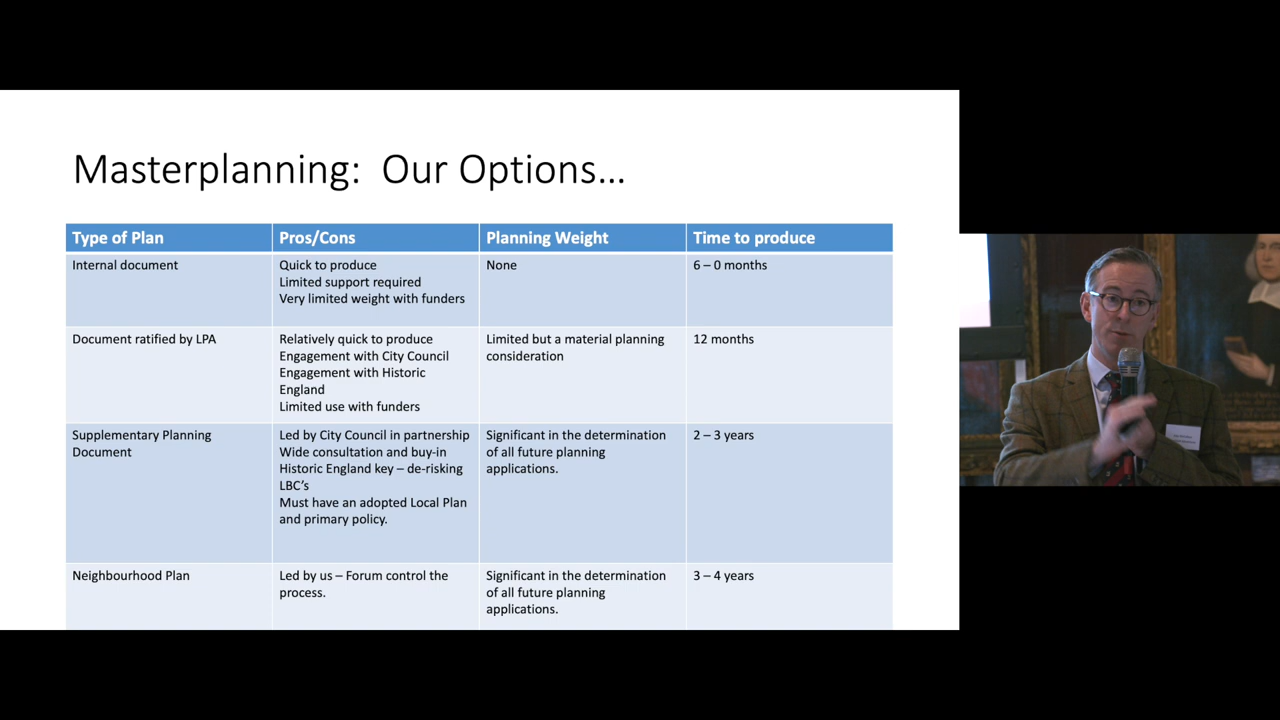 Masterplanning:  Our Options...
Type of Plan
Pros/Cons
Planning Weight
Time to produce
Internal document
Quick to produce
Limited support required
Very limited weight with funders
None
6 – 0 months
Document ratified by LPA
Relatively quick to produce
Engagement with City Council
Engagement with Historic
England
Limited use with funders
Limited but a material planning
consideration
12 months
Supplementary Planning
Document
Led by City Council in partnership
Wide consultation and buy-in
Historic England key – de-risking
LBC’s
Must have an adopted Local Plan
and primary policy.
Significant in the determination
of all future planning
applications.
2 – 3 years
Neighbourhood Plan
Led by us – Forum control the
process.
Significant in the determination
of all future planning
applications.
3 – 4 years